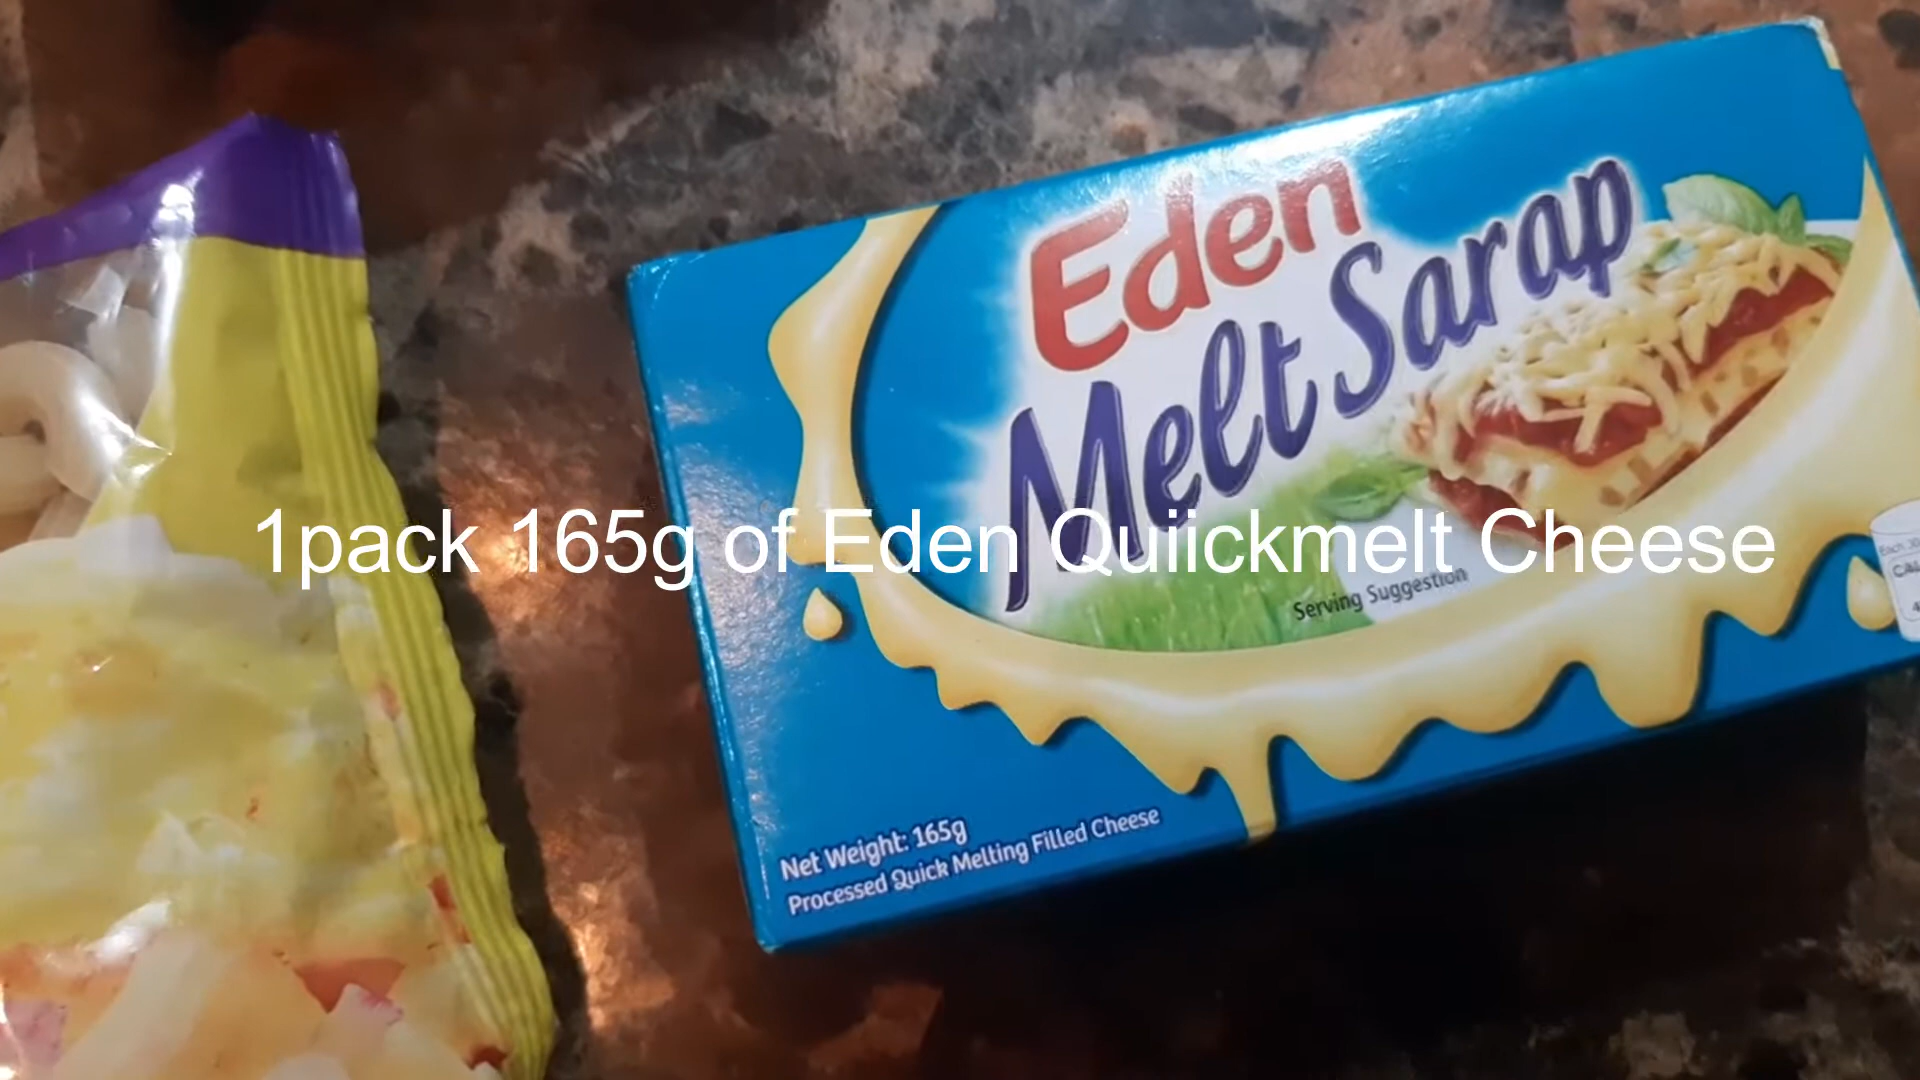 Eden
Melt Sarap
1pack 165g of Eden Quiickmelt Cheese
Serving Suggestion
Net Weight: 165g
Processed Quick Melting Filled Cheese